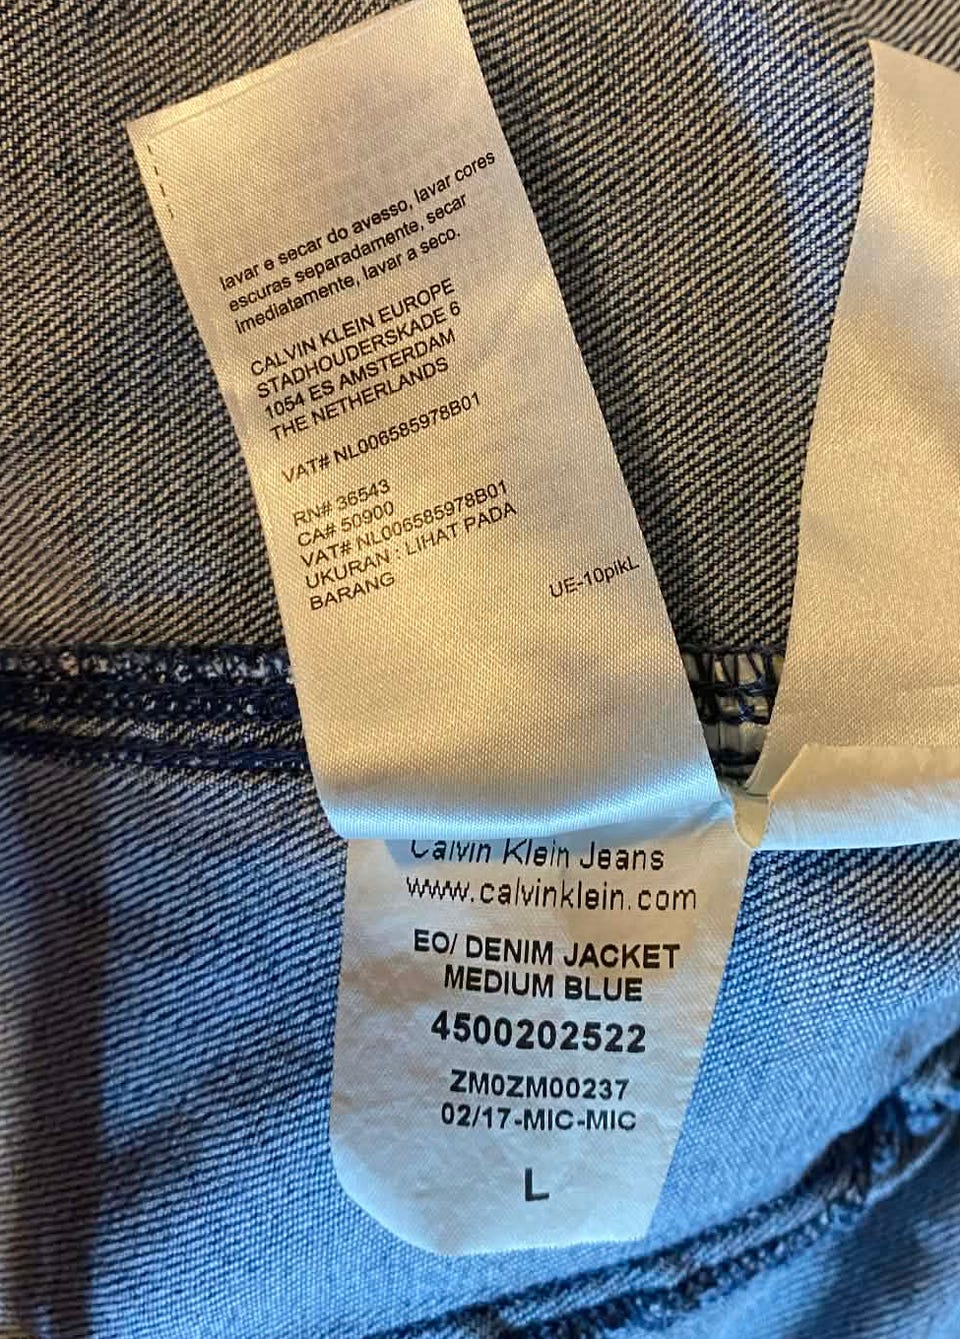 lavar e secar do avesso, lavar cores
escuras separadamente, secar
imediatamente, lavar a seco.
CALVIN KLEIN EUROPE
STADHOUDERSKADE 6
1054 ES AMSTERDAM
THE NETHERLANDS
VAT# NL006585978B01
RN# 36543
CA# 50900
VAT# NL006585978B01
UKURAN : LIHAT PADA
BARANG
UE-10pikL
Calvin Klein Jeans
www.calvinklein.com
EO/ DENIM JACKET
MEDIUM BLUE
4500202522
ZM0ZM00237
02/17-MIC-MIC
L